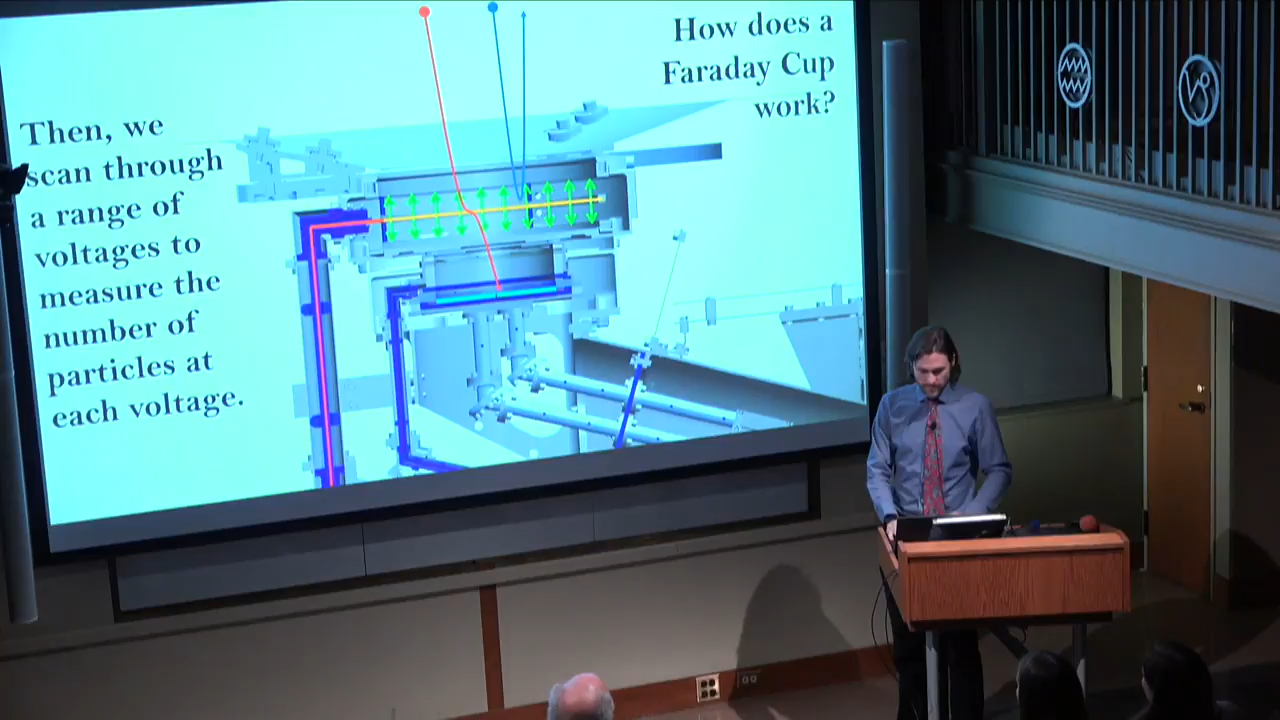 How does a
Faraday Cup
work?
Then, we
scan through
a range of
voltages to
measure the
number of
particles at
each voltage.